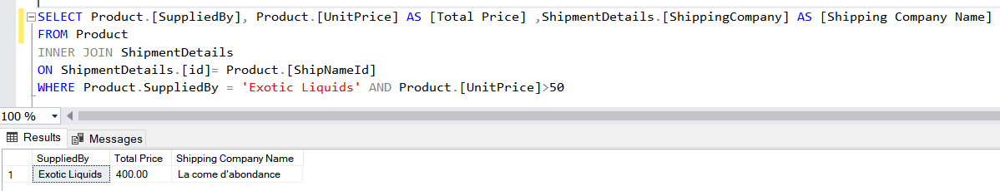 SELECT Product.[SuppliedBy], Product.[UnitPrice] AS [Total Price] ,ShipmentDetails.[ShippingCompany] AS [Shipping Company Name]
FROM Product
INNER JOIN ShipmentDetails
ON ShipmentDetails.[id]= Product.[ShipNameId]
WHERE Product.SuppliedBy = 'Exotic Liquids' AND Product.[UnitPrice]>50
100 %
Results Messages
SuppliedBy Total Price Shipping Company Name
1 Exotic Liquids 400.00 La come d'abondance